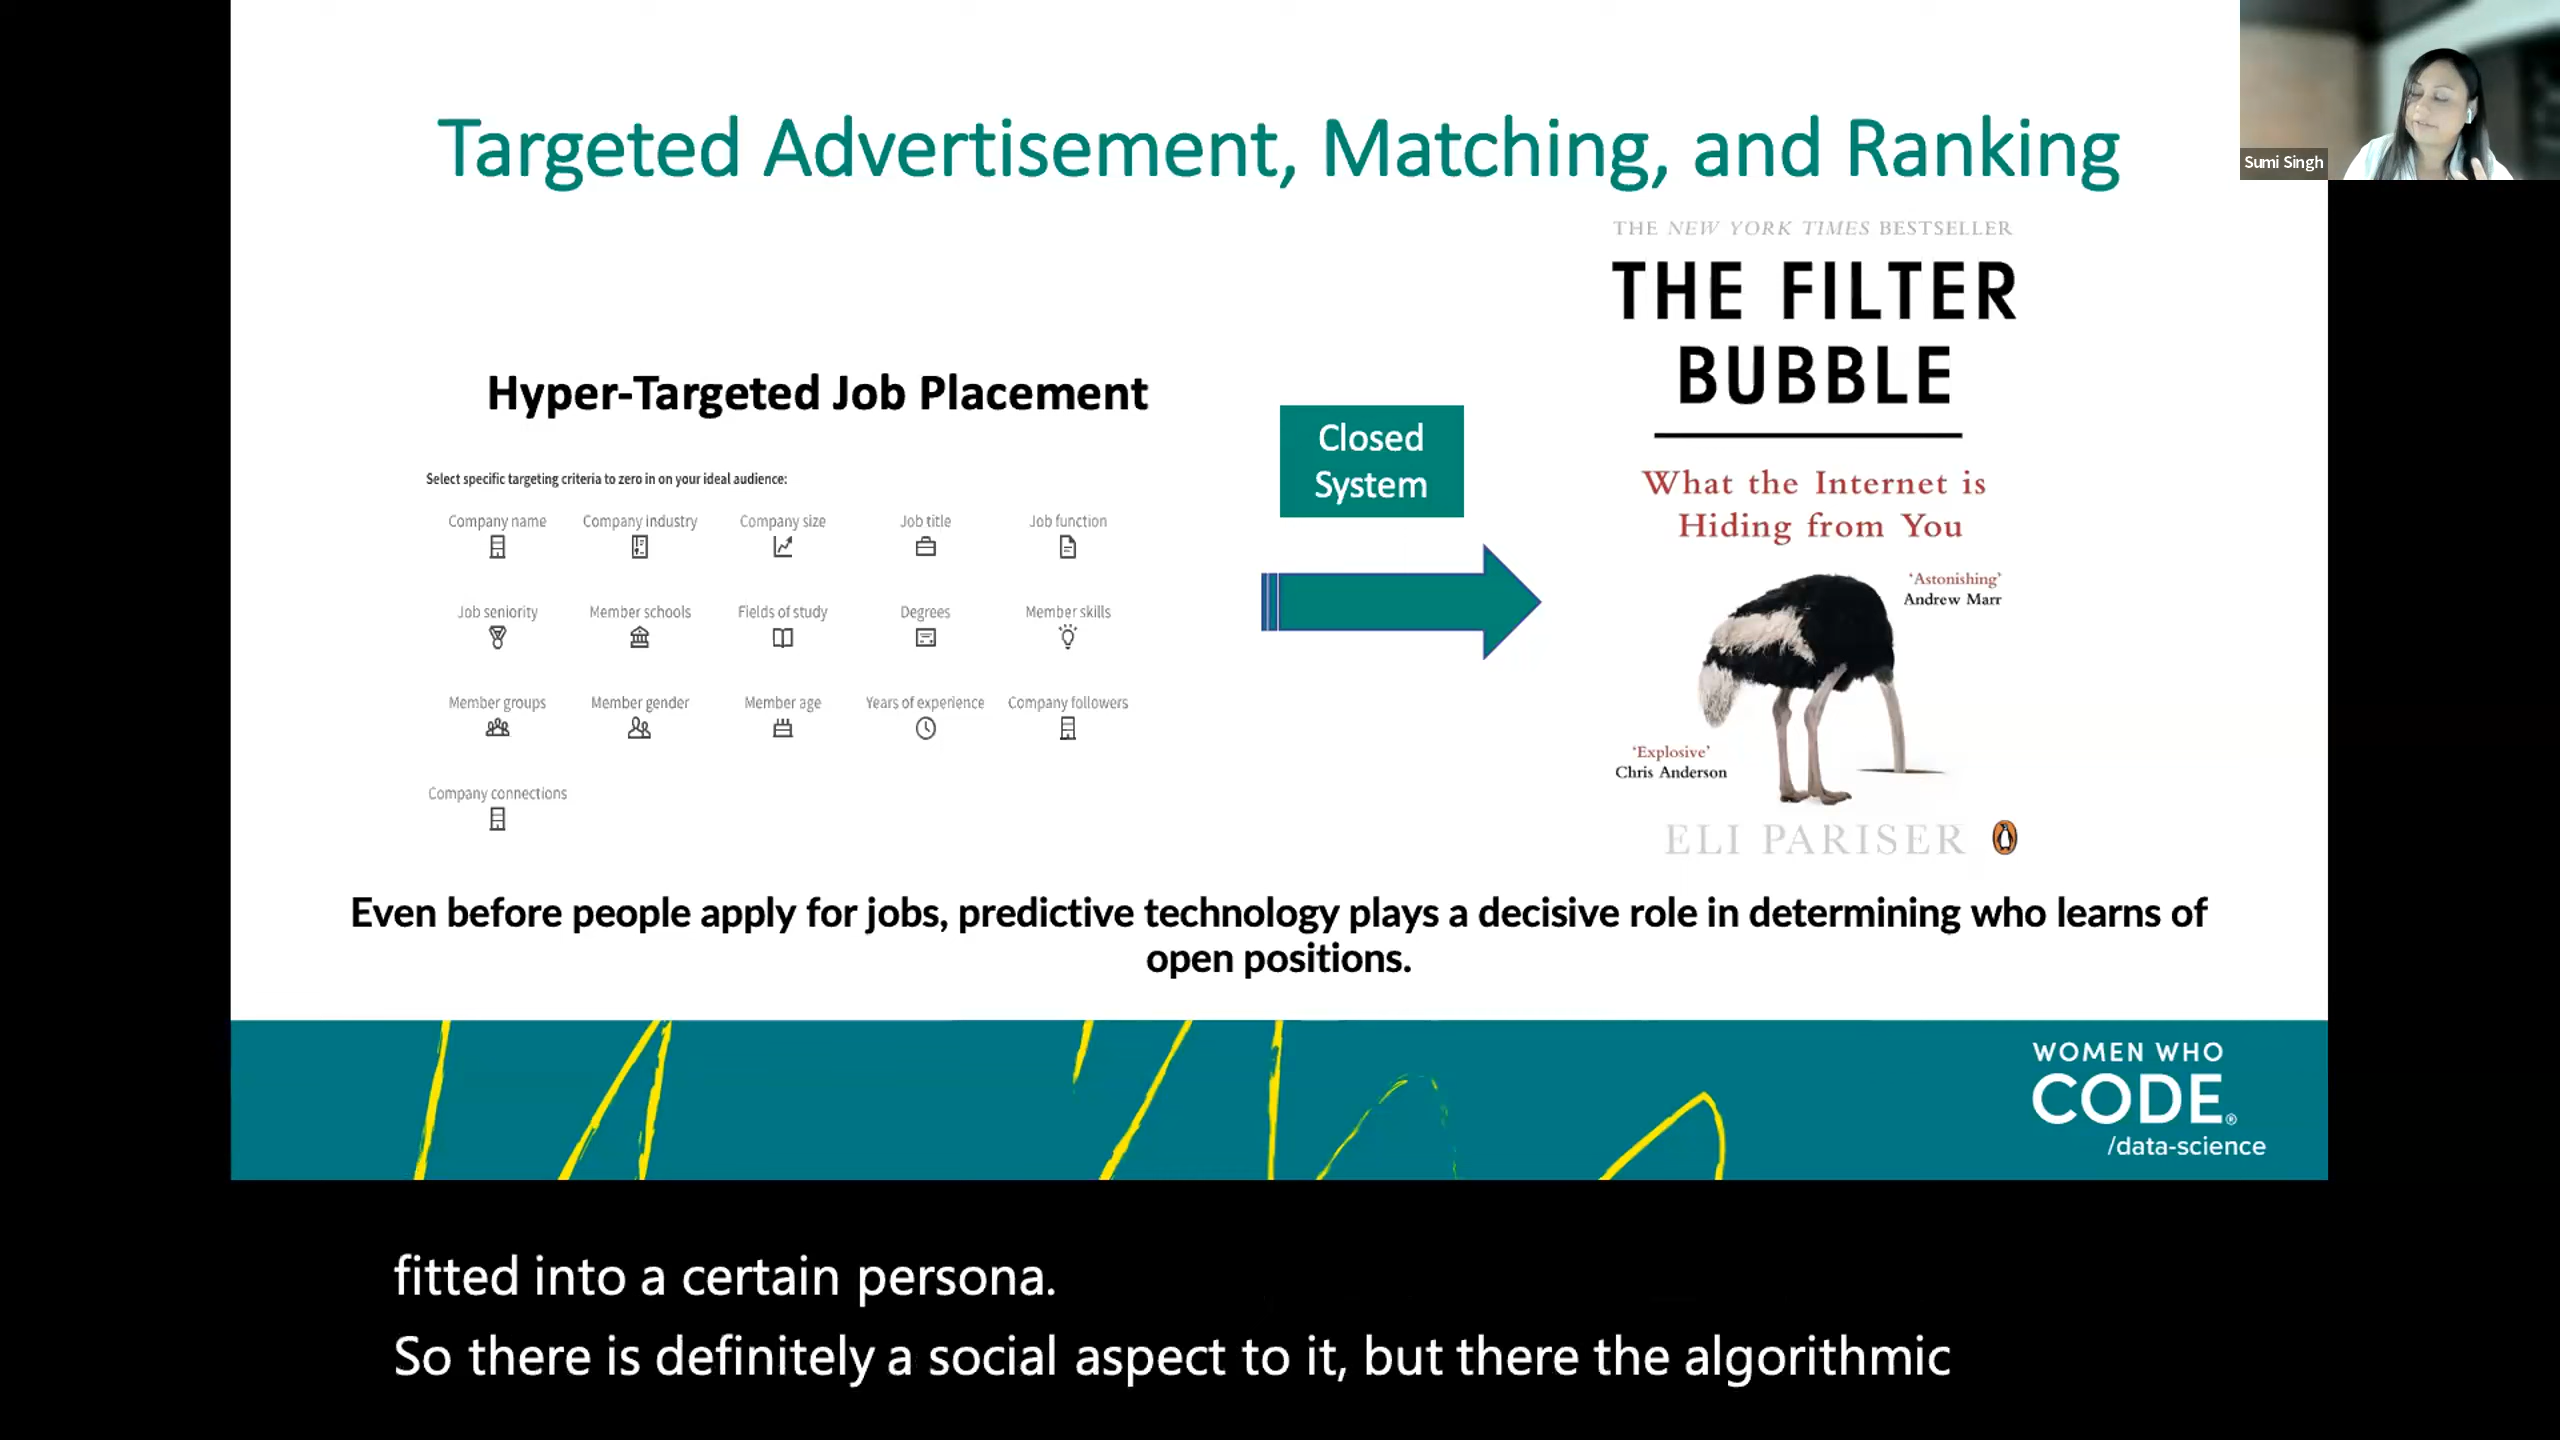 Targeted Advertisement, Matching, and Ranking
Sumi Singh
Hyper-Targeted Job Placement
Select specific targeting criteria to zero in on your ideal audience:
Company name Company industry Company size Job title Job function
Job seniority Member schools Fields of study Degrees Member skills
Member groups Member gender Member age Years of experience Company followers
Company connections
Closed
System
THE NEW YORK TIMES BESTSELLER
THE FILTER
BUBBLE
What the Internet is
Hiding from You
'Astonishing'
Andrew Marr
'Explosive'
Chris Anderson
ELI PARISER
Even before people apply for jobs, predictive technology plays a decisive role in determining who learns of
open positions.
WOMEN WHO
CODE®
/data-science
fitted into a certain persona.
So there is definitely a social aspect to it, but there the algorithmic